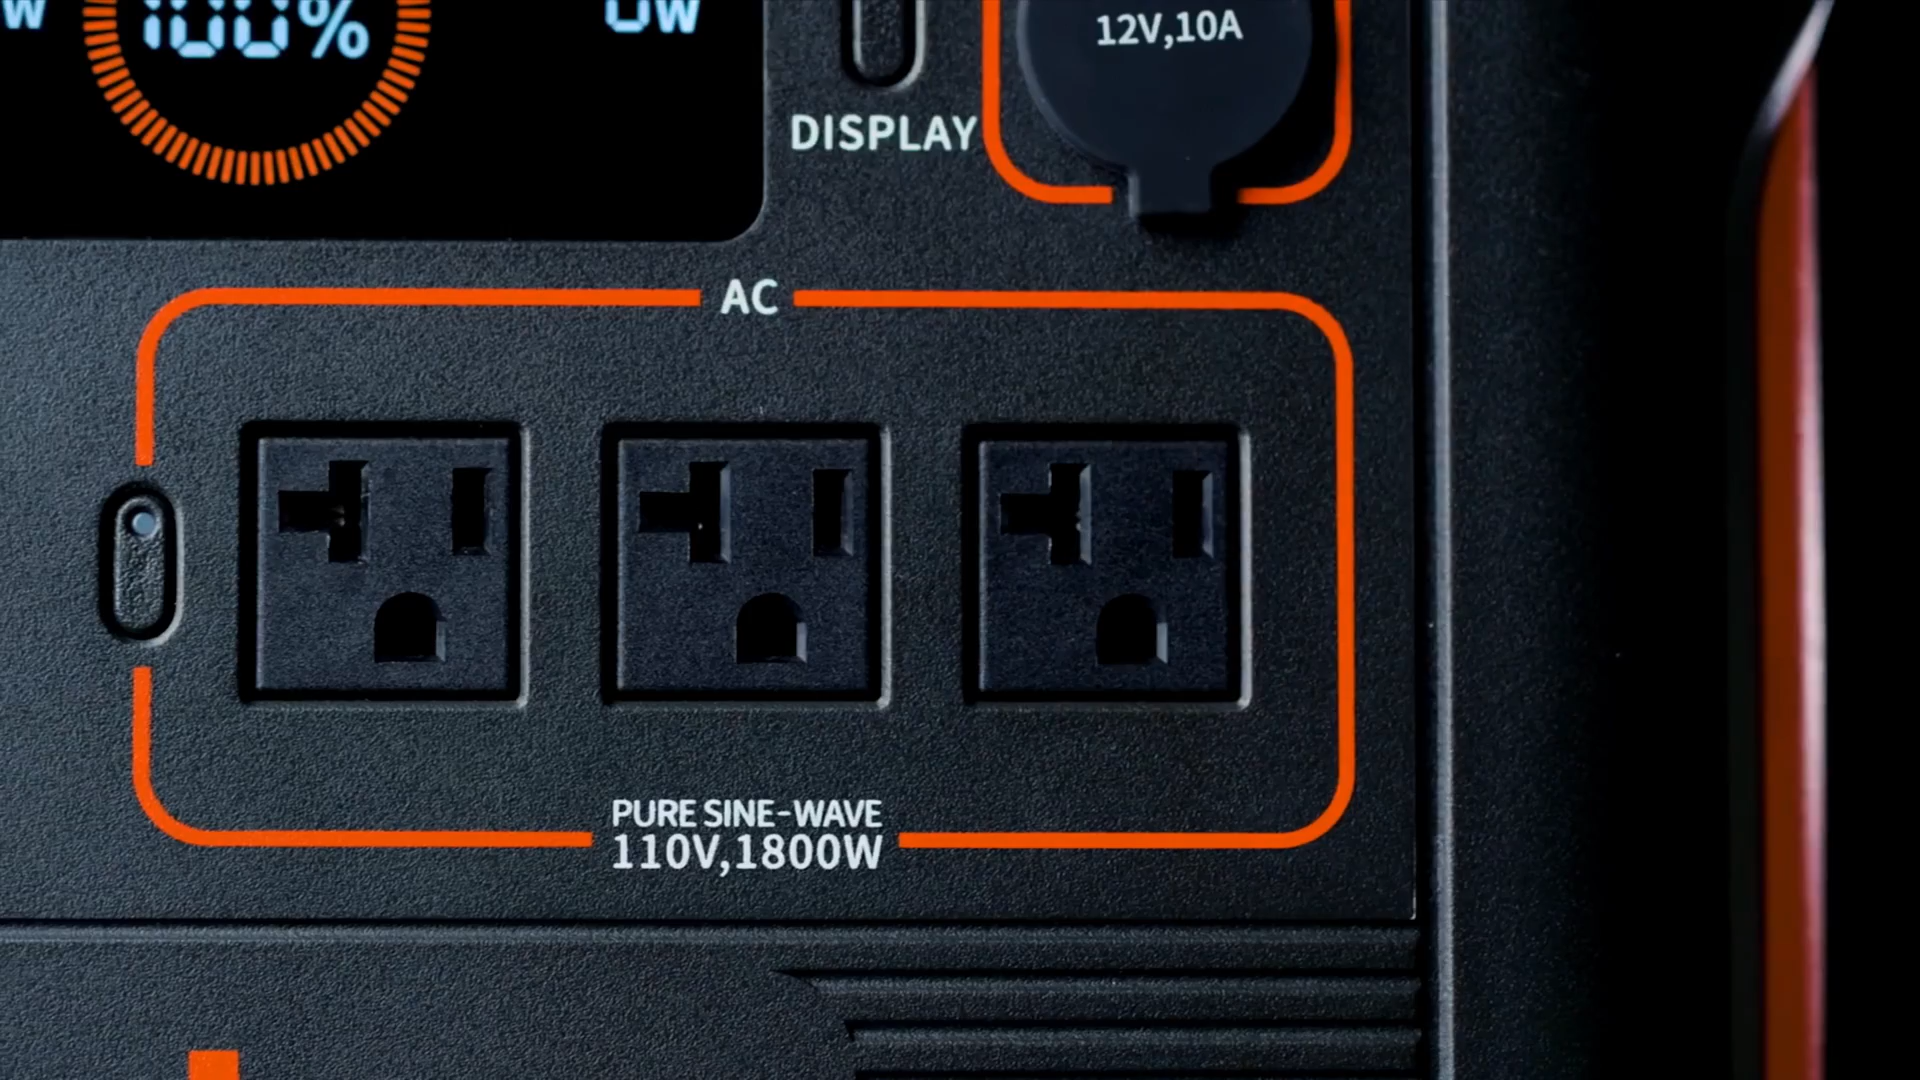 W
100%
0W
12V,10A
DISPLAY
AC
PURE SINE-WAVE
110V,1800W